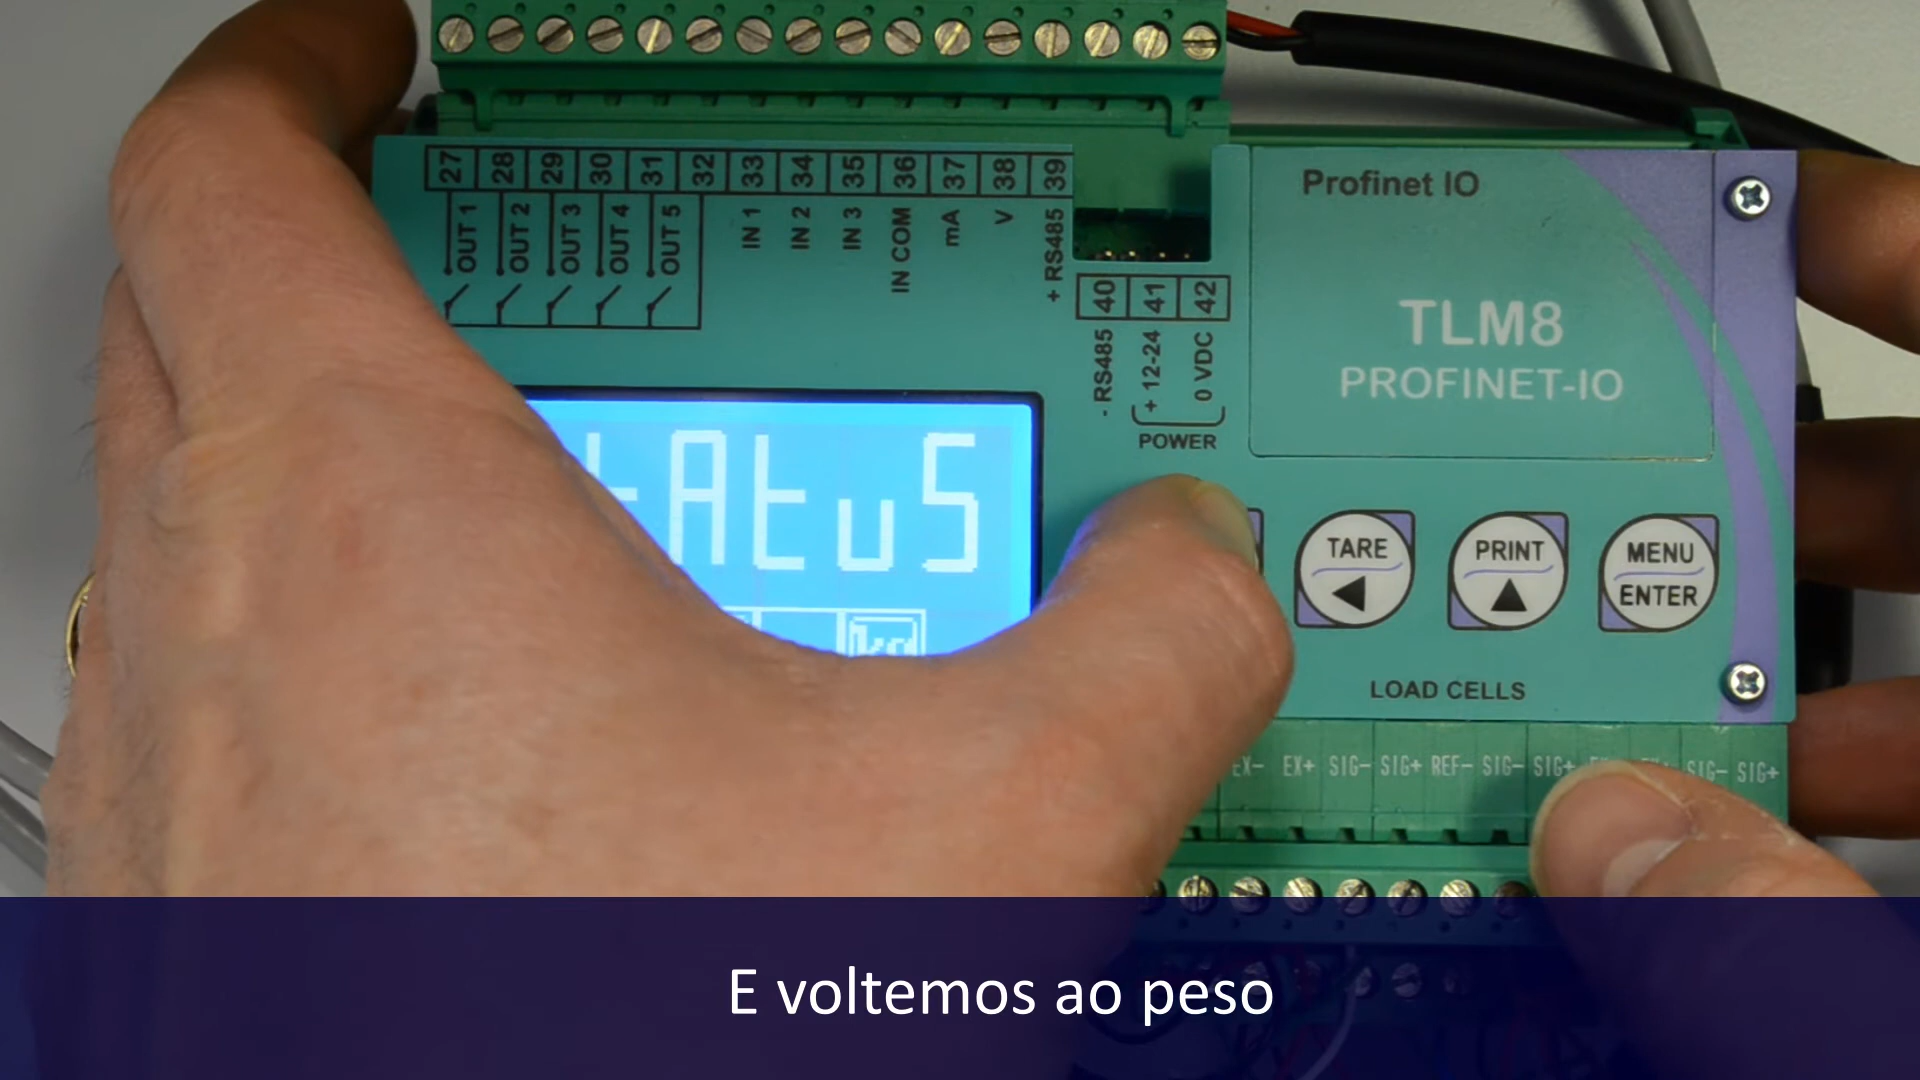 27 28 29 30 31 32 33 34 35 36 37 38 39
OUT 1 OUT 2 OUT 3 OUT 4 OUT 5 IN 1 IN 2 IN 3 IN COM mA V + RS485
40 41 42
- RS485 + 12-24 0 VDC
POWER
Profinet IO
TLM8
PROFINET-IO
tAtuS
kg
TARE
PRINT
MENU
ENTER
LOAD CELLS
EX- EX+ SIG- SIG+ REF- SIG- SIG+ SIG- SIG+
E voltemos ao peso